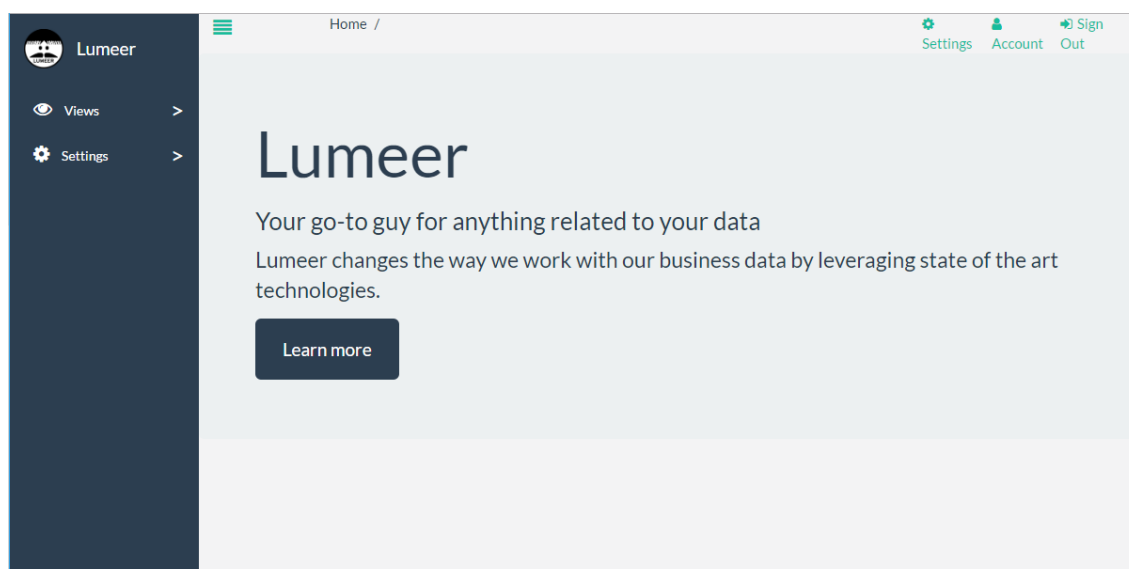 LUMEER
Lumeer
Views >
Settings >
Home /
Settings
Account
Sign
Out
Lumeer
Your go-to guy for anything related to your data
Lumeer changes the way we work with our business data by leveraging state of the art
technologies.
Learn more